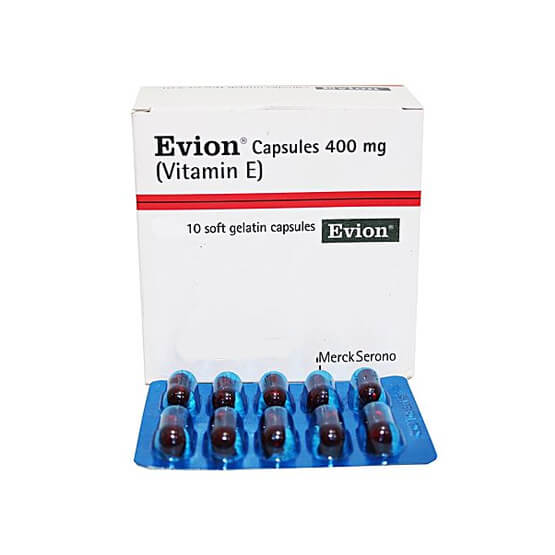 Evion® Capsules 400 mg
(Vitamin E)
10 soft gelatin capsules Evion®
MerckSerono